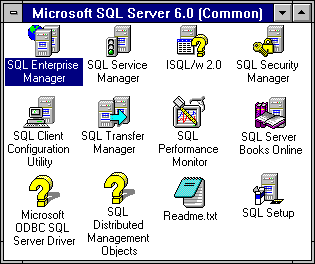 Microsoft SQL Server 6.0 (Common)
SQL Enterprise
Manager
SQL Service
Manager
ISQL/w 2.0
SQL Security
Manager
SQL Client
Configuration
Utility
SQL Transfer
Manager
SQL
Performance
Monitor
SQL Server
Books Online
Microsoft
ODBC SQL
Server Driver
SQL
Distributed
Management
Objects
Readme.txt
SQL Setup